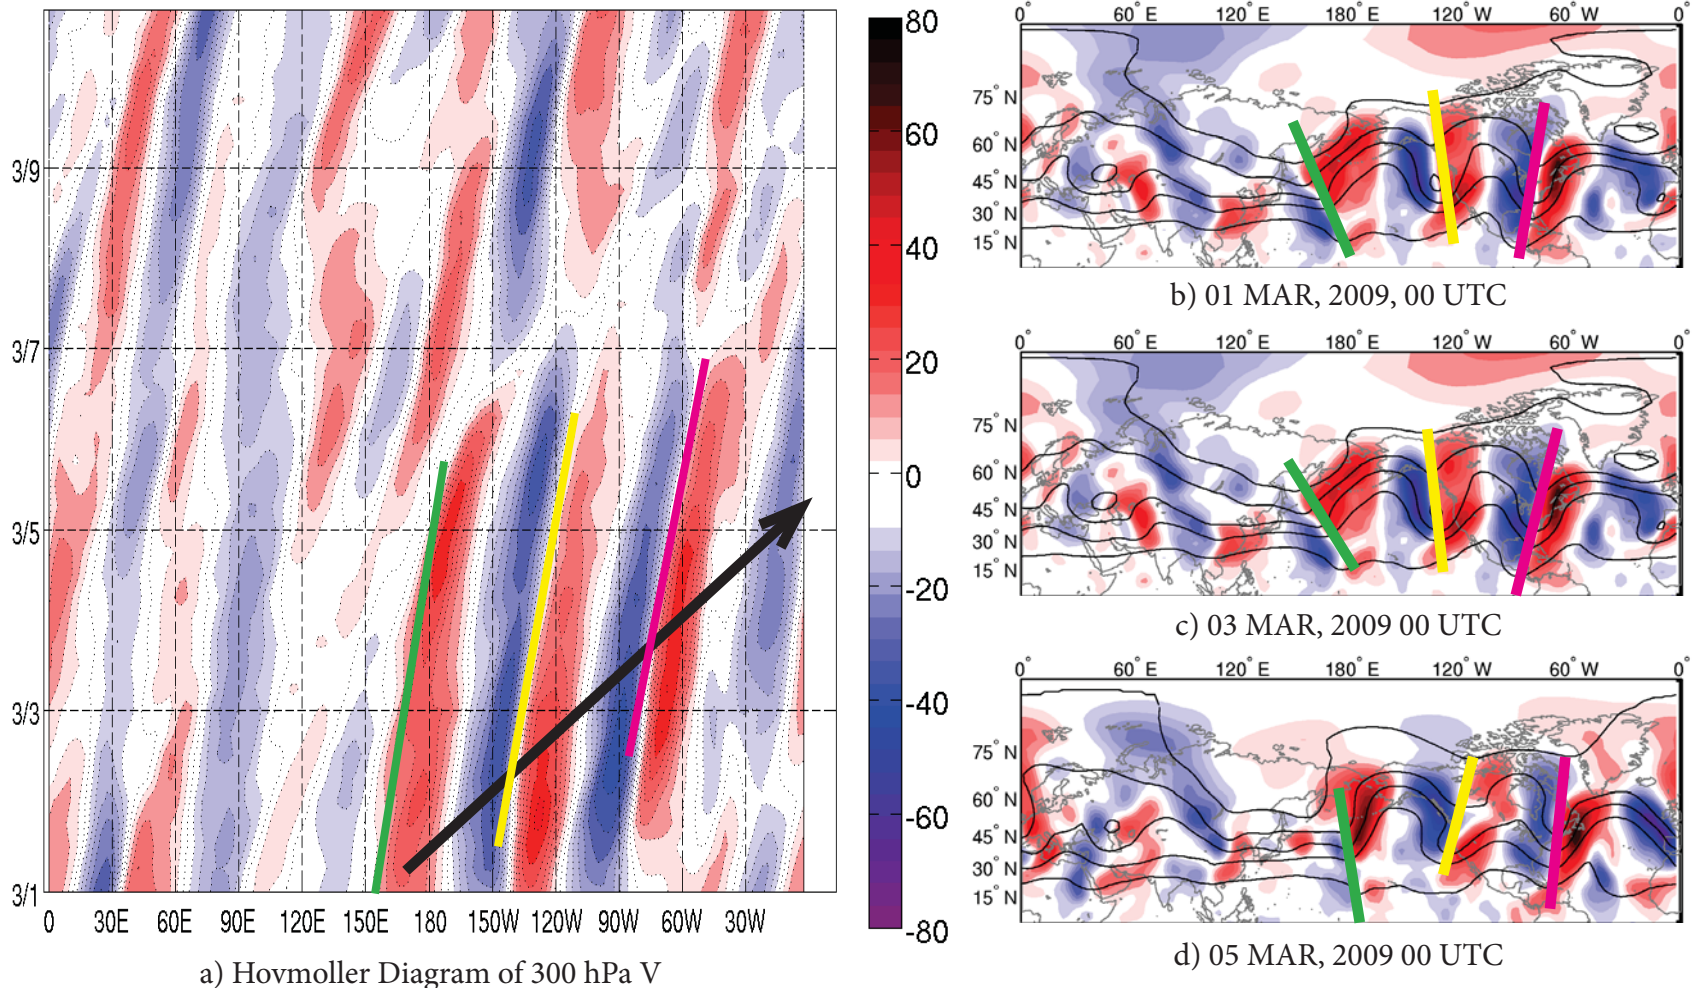 3/9
3/7
3/5
3/3
3/1
0 30E 60E 90E 120E 150E 180 150W 120W 90W 60W 30W
a) Hovmoller Diagram of 300 hPa V
80
60
40
20
0
-20
-40
-60
-80
0° 60° E 120° E 180° E 120° W 60° W 0°
75° N
60° N
45° N
30° N
15° N
b) 01 MAR, 2009, 00 UTC
0° 60° E 120° E 180° E 120° W 60° W 0°
75° N
60° N
45° N
30° N
15° N
c) 03 MAR, 2009 00 UTC
0° 60° E 120° E 180° E 120° W 60° W 0°
75° N
60° N
45° N
30° N
15° N
d) 05 MAR, 2009 00 UTC